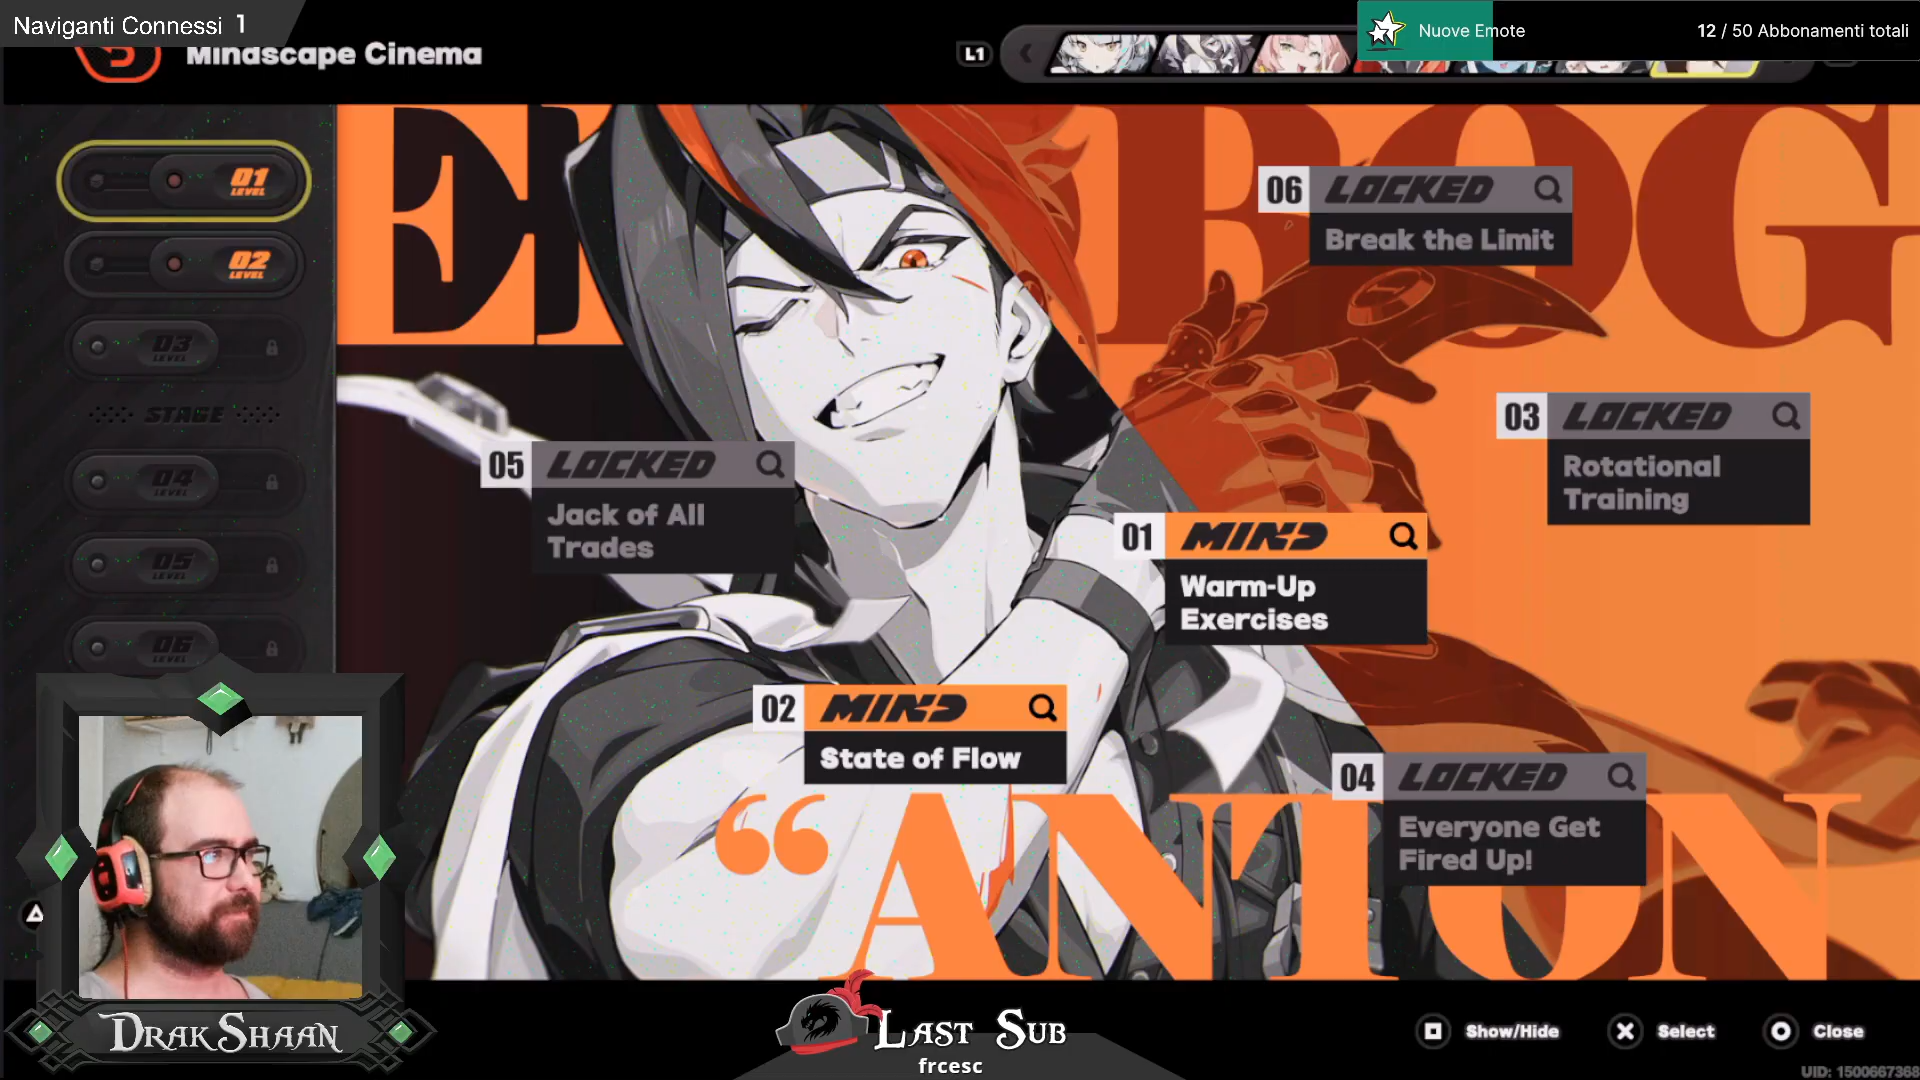 Naviganti Connessi 1
Mindscape Cinema
L1
Nuove Emote
12 / 50 Abbonamenti totali
01
LEVEL
02
LEVEL
03
LEVEL
STAGE
04
LEVEL
05
LEVEL
06
LEVEL
06 LOCKED
Break the Limit
03 LOCKED
Rotational
Training
05 LOCKED
Jack of All
Trades
01 MIND
Warm-Up
Exercises
02 MIND
State of Flow
04 LOCKED
Everyone Get
Fired Up!
“ANTON
DRAKSHAAN
LAST SUB
frcesc
Show/Hide
Select
Close
UID: 1500667368